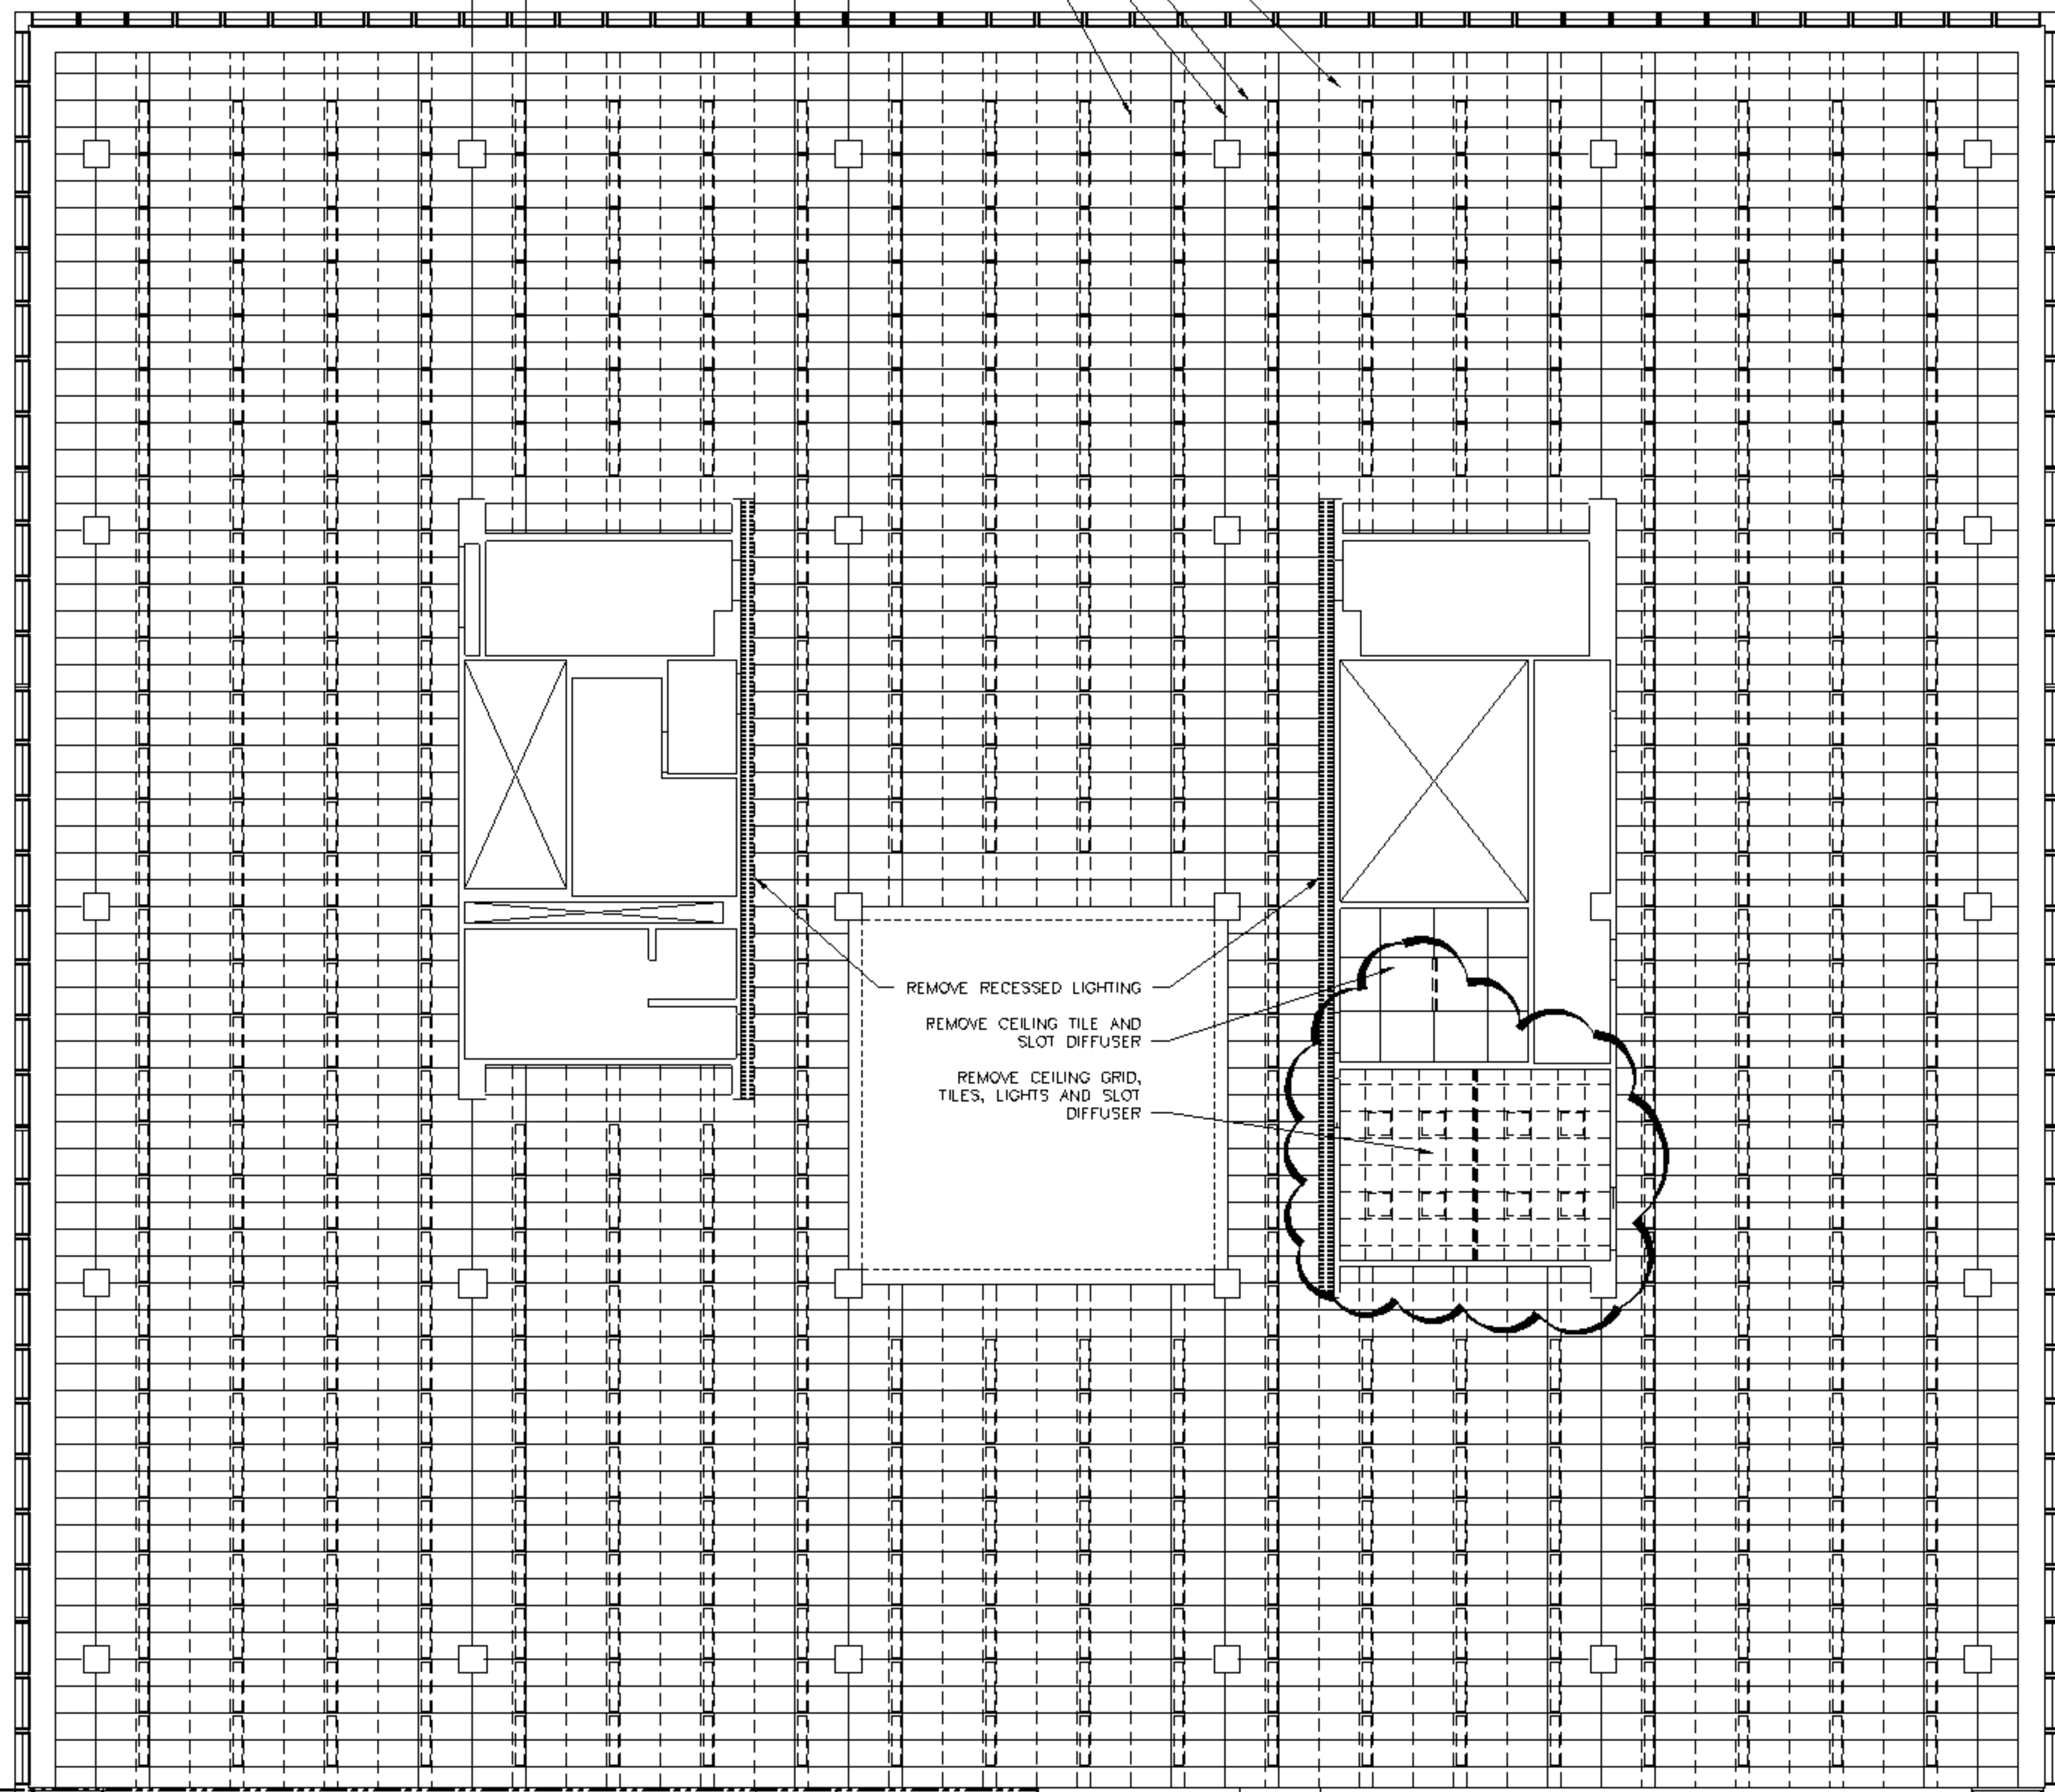 REMOVE RECESSED LIGHTING
REMOVE CEILING TILE AND
SLOT DIFFUSER
REMOVE CEILING GRID,
TILES, LIGHTS AND SLOT
DIFFUSER